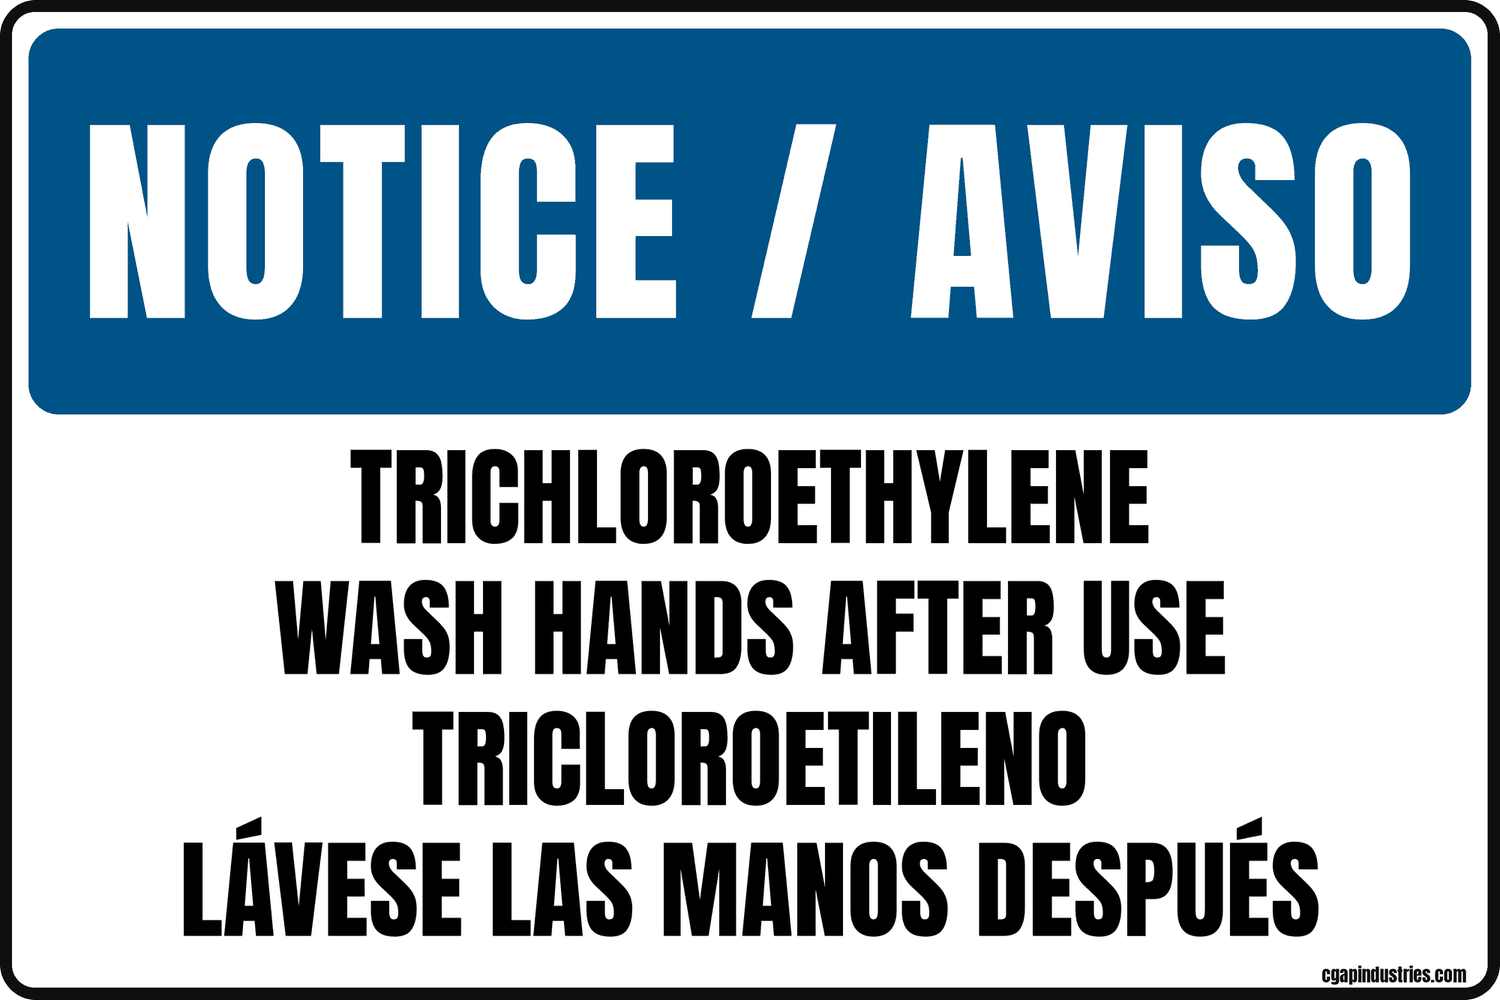 NOTICE / AVISO
TRICHLOROETHYLENE
WASH HANDS AFTER USE
TRICLOROETILENO
LÁVESE LAS MANOS DESPUÉS
cgapindustries.com